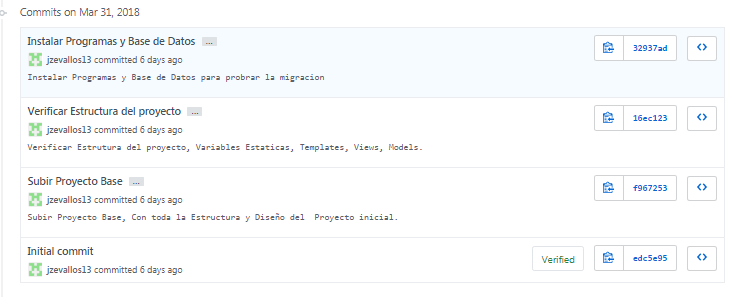 Commits on Mar 31, 2018
Instalar Programas y Base de Datos ...
jzevallos13 committed 6 days ago
Instalar Programas y Base de Datos para probrar la migracion
32937ad
Verificar Estructura del proyecto ...
jzevallos13 committed 6 days ago
Verificar Estrutura del proyecto, Variables Estaticas, Templates, Views, Models.
16ec123
Subir Proyecto Base ...
jzevallos13 committed 6 days ago
Subir Proyecto Base, Con toda la Estructura y Diseño del  Proyecto inicial.
f967253
Initial commit
jzevallos13 committed 6 days ago
Verified
edc5e95